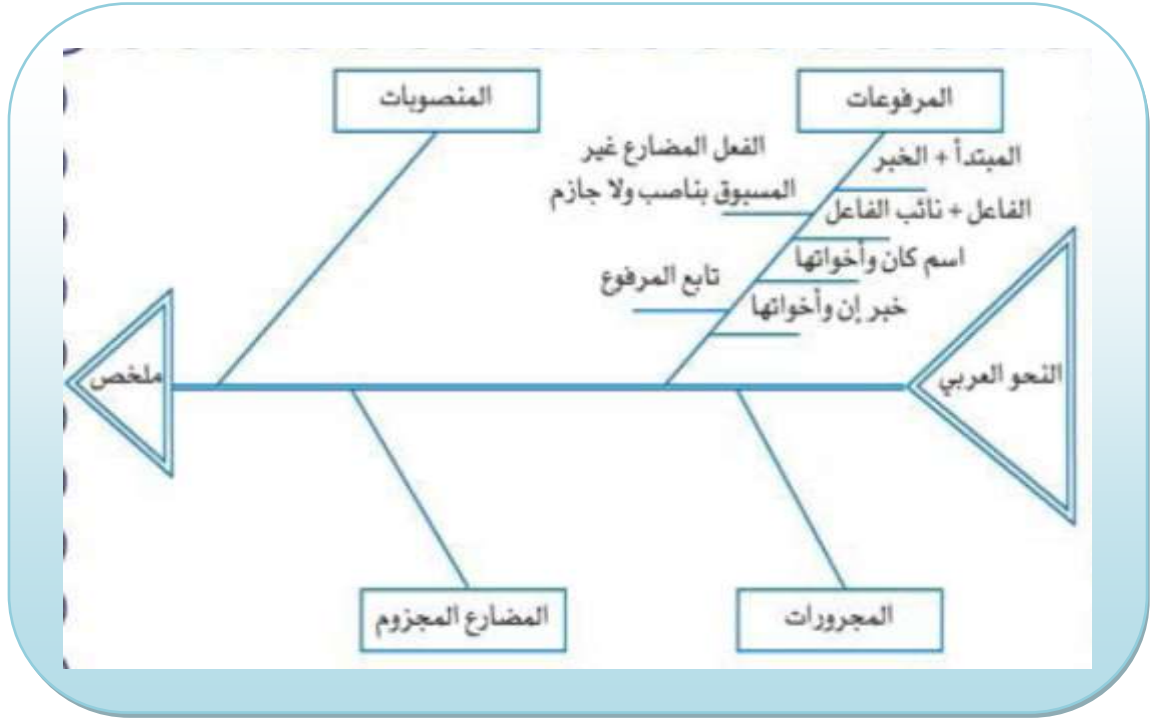 المرفوعات
المنصوبات
المبتدأ + الخبر
الفعل المضارع غير
المسبوق بناصب ولا جازم
الفاعل + نائب الفاعل
اسم كان وأخواتها
تابع المرفوع
خبر إن وأخواتها
النحو العربي
ملخص
المجرورات
المضارع المجزوم